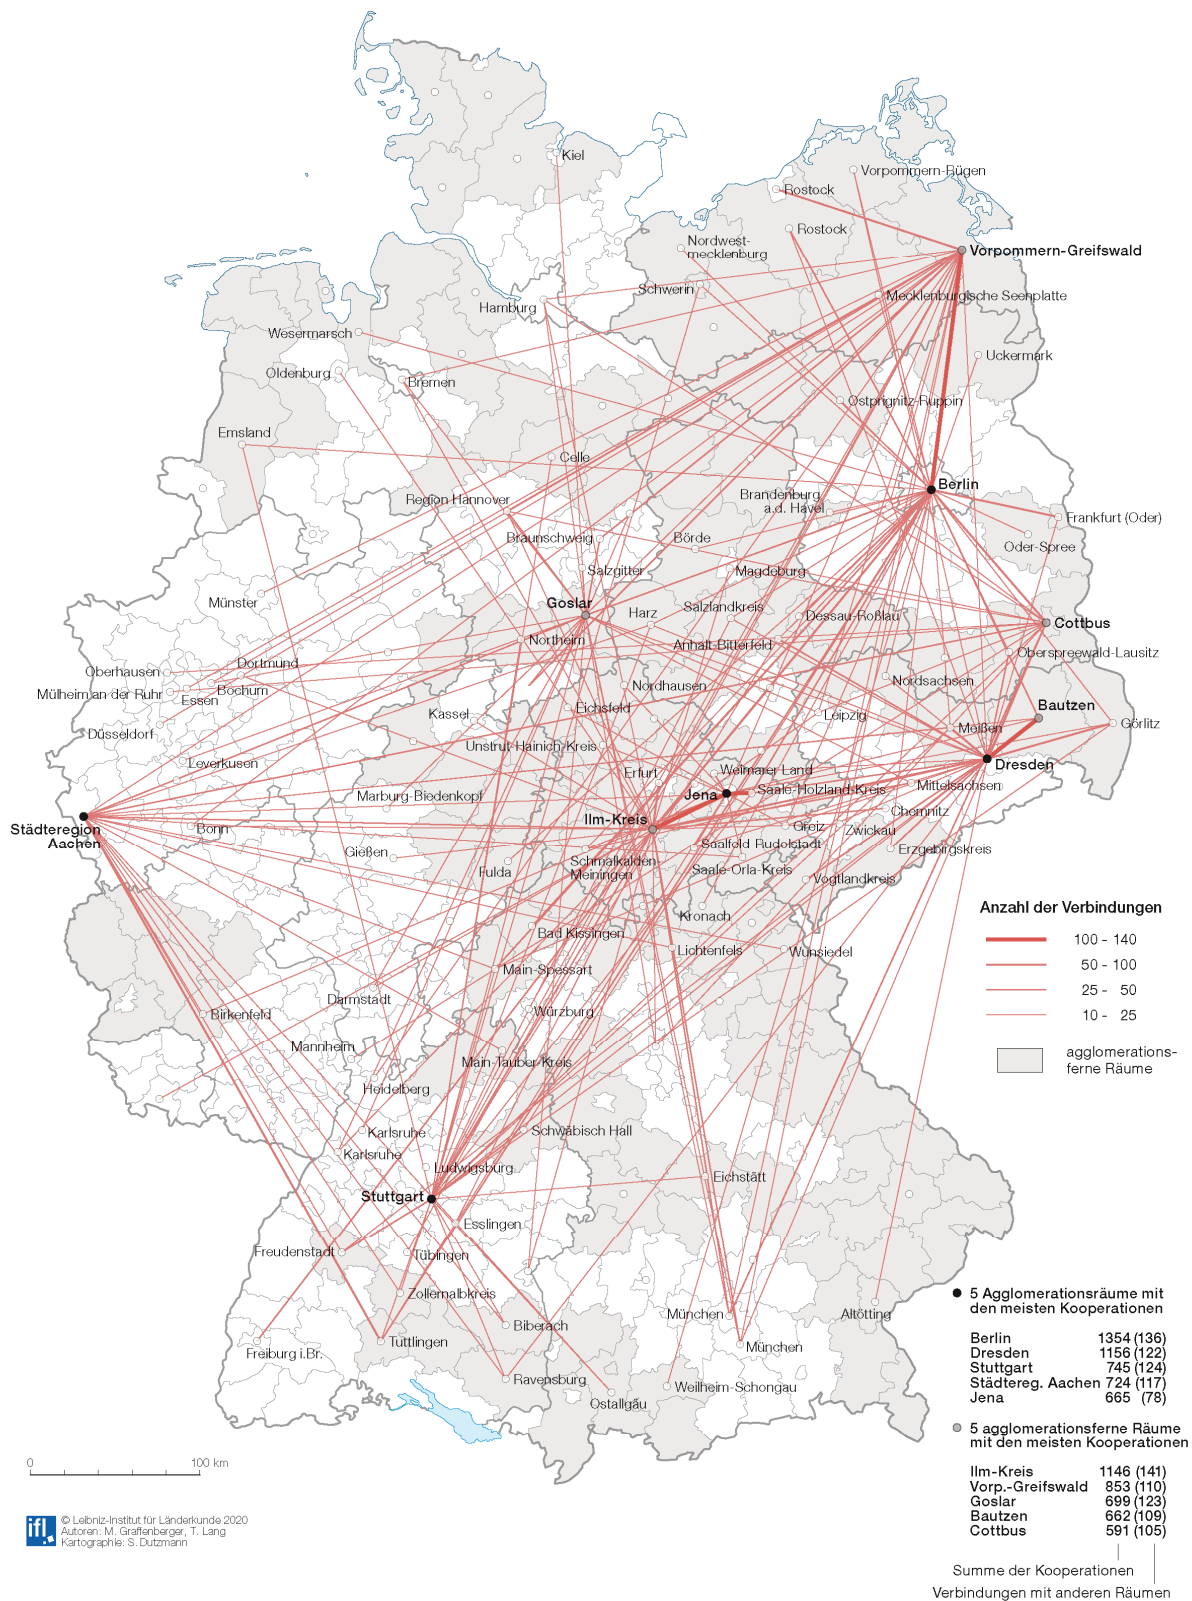 Kiel
Vorpommern-Rügen
Rostock
Rostock
Nordwest-
mecklenburg
Vorpommern-Greifswald
Schwerin
Mecklenburgische Seenplatte
Hamburg
Wesermarsch
Uckermark
Oldenburg
Bremen
Ostprignitz-Ruppin
Emsland
Celle
Berlin
Region Hannover
Brandenburg
a.d. Havel
Frankfurt (Oder)
Braunschweig
Börde
Oder-Spree
Salzgitter
Magdeburg
Münster
Goslar
Harz
Salzlandkreis
Dessau-Roßlau
Cottbus
Northeim
Anhalt-Bitterfeld
Oberspreewald-Lausitz
Oberhausen
Dortmund
Mülheim an der Ruhr
Essen
Bochum
Nordhausen
Nordsachsen
Eichsfeld
Bautzen
Kassel
Leipzig
Meißen
Görlitz
Düsseldorf
Unstrut-Hainich-Kreis
Leverkusen
Erfurt
Weimarer Land
Dresden
Marburg-Biedenkopf
Jena
Saale-Holzland-Kreis
Mittelsachsen
Chemnitz
Städteregion
Aachen
Bonn
Ilm-Kreis
Greiz
Zwickau
Gießen
Saalfeld Rudolstadt
Erzgebirgskreis
Fulda
Schmalkalden-
Meiningen
Saale-Orla-Kreis
Vogtlandkreis
Kronach
Bad Kissingen
Lichtenfels
Wunsiedel
Main-Spessart
Darmstadt
Birkenfeld
Würzburg
Mannheim
Main-Tauber-Kreis
Heidelberg
Karlsruhe
Schwäbisch Hall
Karlsruhe
Ludwigsburg
Eichstätt
Stuttgart
Esslingen
Freudenstadt
Tübingen
Zollernalbkreis
München
Altötting
Biberach
Tuttlingen
Freiburg i.Br.
München
Ravensburg
Weilheim-Schongau
Ostallgäu
Anzahl der Verbindungen
100 - 140
50 - 100
25 - 50
10 - 25
agglomerations-
ferne Räume
5 Agglomerationsräume mit
den meisten Kooperationen
Berlin 1354 (136)
Dresden 1156 (122)
Stuttgart 745 (124)
Städtereg. Aachen 724 (117)
Jena 665 (78)
5 agglomerationsferne Räume
mit den meisten Kooperationen
Ilm-Kreis 1146 (141)
Vorp.-Greifswald 853 (110)
Goslar 699 (123)
Bautzen 662 (109)
Cottbus 591 (105)
Summe der Kooperationen
Verbindungen mit anderen Räumen
0 100 km
ifl.
© Leibniz-Institut für Länderkunde 2020
Autoren: M. Graffenberger, T. Lang
Kartographie: S. Dutzmann